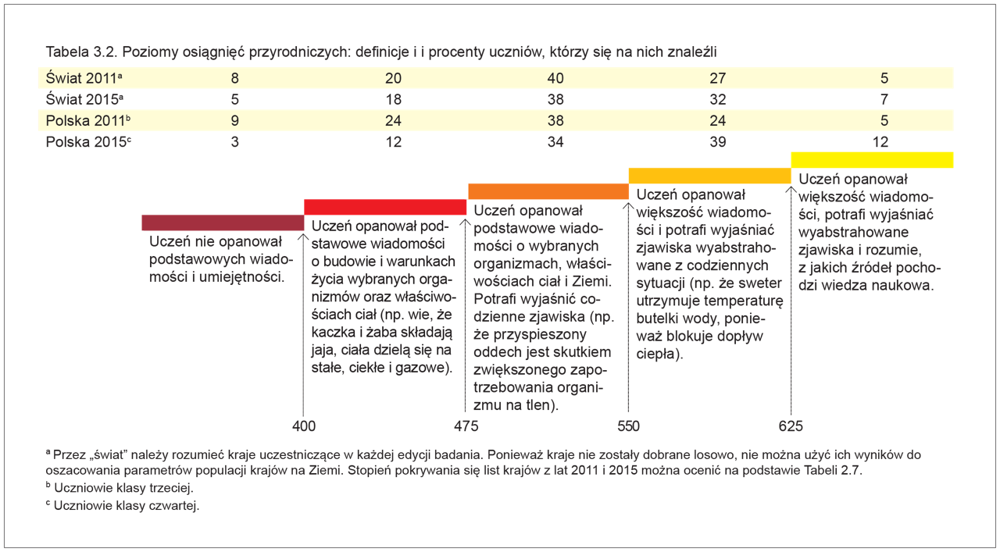 Tabela 3.2. Poziomy osiągnięć przyrodniczych: definicje i i procenty uczniów, którzy się na nich znaleźli
Świat 2011ª 8 20 40 27 5
Świat 2015ª 5 18 38 32 7
Polska 2011ᵇ 9 24 38 24 5
Polska 2015ᶜ 3 12 34 39 12
Uczeń nie opanował
podstawowych wiado-
mości i umiejętności.
Uczeń opanował pod-
stawowe wiadomości
o budowie i warunkach
życia wybranych orga-
nizmów oraz właściwo-
ściach ciał (np. wie, że
kaczka i żaba składają
jaja, ciała dzielą się na
stałe, ciekłe i gazowe).
Uczeń opanował
podstawowe wiado-
mości o wybranych
organizmach, właści-
wościach ciał i Ziemi.
Potrafi wyjaśnić co-
dzienne zjawiska (np.
że przyspieszony
oddech jest skutkiem
zwiększonego zapo-
trzebowania organi-
zmu na tlen).
Uczeń opanował
większość wiadomo-
ści i potrafi wyjaśniać
zjawiska wyabstraho-
wane z codziennych
sytuacji (np. że sweter
utrzymuje temperaturę
butelki wody, ponie-
waż blokuje dopływ
ciepła).
Uczeń opanował
większość wiadomo-
ści, potrafi wyjaśniać
wyabstrahowane
zjawiska i rozumie,
z jakich źródeł pocho-
dzi wiedza naukowa.
400 475 550 625
ª Przez „świat” należy rozumieć kraje uczestniczące w każdej edycji badania. Ponieważ kraje nie zostały dobrane losowo, nie można użyć ich wyników do
oszacowania parametrów populacji krajów na Ziemi. Stopień pokrywania się list krajów z lat 2011 i 2015 można ocenić na podstawie Tabeli 2.7.
ᵇ Uczniowie klasy trzeciej.
ᶜ Uczniowie klasy czwartej.